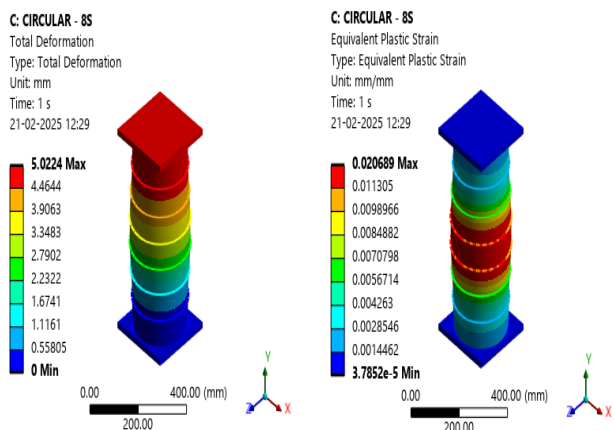 C: CIRCULAR - 8S
Total Deformation
Type: Total Deformation
Unit: mm
Time: 1 s
21-02-2025 12:29
5.0224 Max
4.4644
3.9063
3.3483
2.7902
2.2322
1.6741
1.1161
0.55805
0 Min
0.00
400.00 (mm)
200.00
Y
Z
X
C: CIRCULAR - 8S
Equivalent Plastic Strain
Type: Equivalent Plastic Strain
Unit: mm/mm
Time: 1 s
21-02-2025 12:29
0.020689 Max
0.011305
0.0098966
0.0084882
0.0070798
0.0056714
0.004263
0.0028546
0.0014462
3.7852e-5 Min
0.00
400.00 (mm)
200.00
Y
Z
X